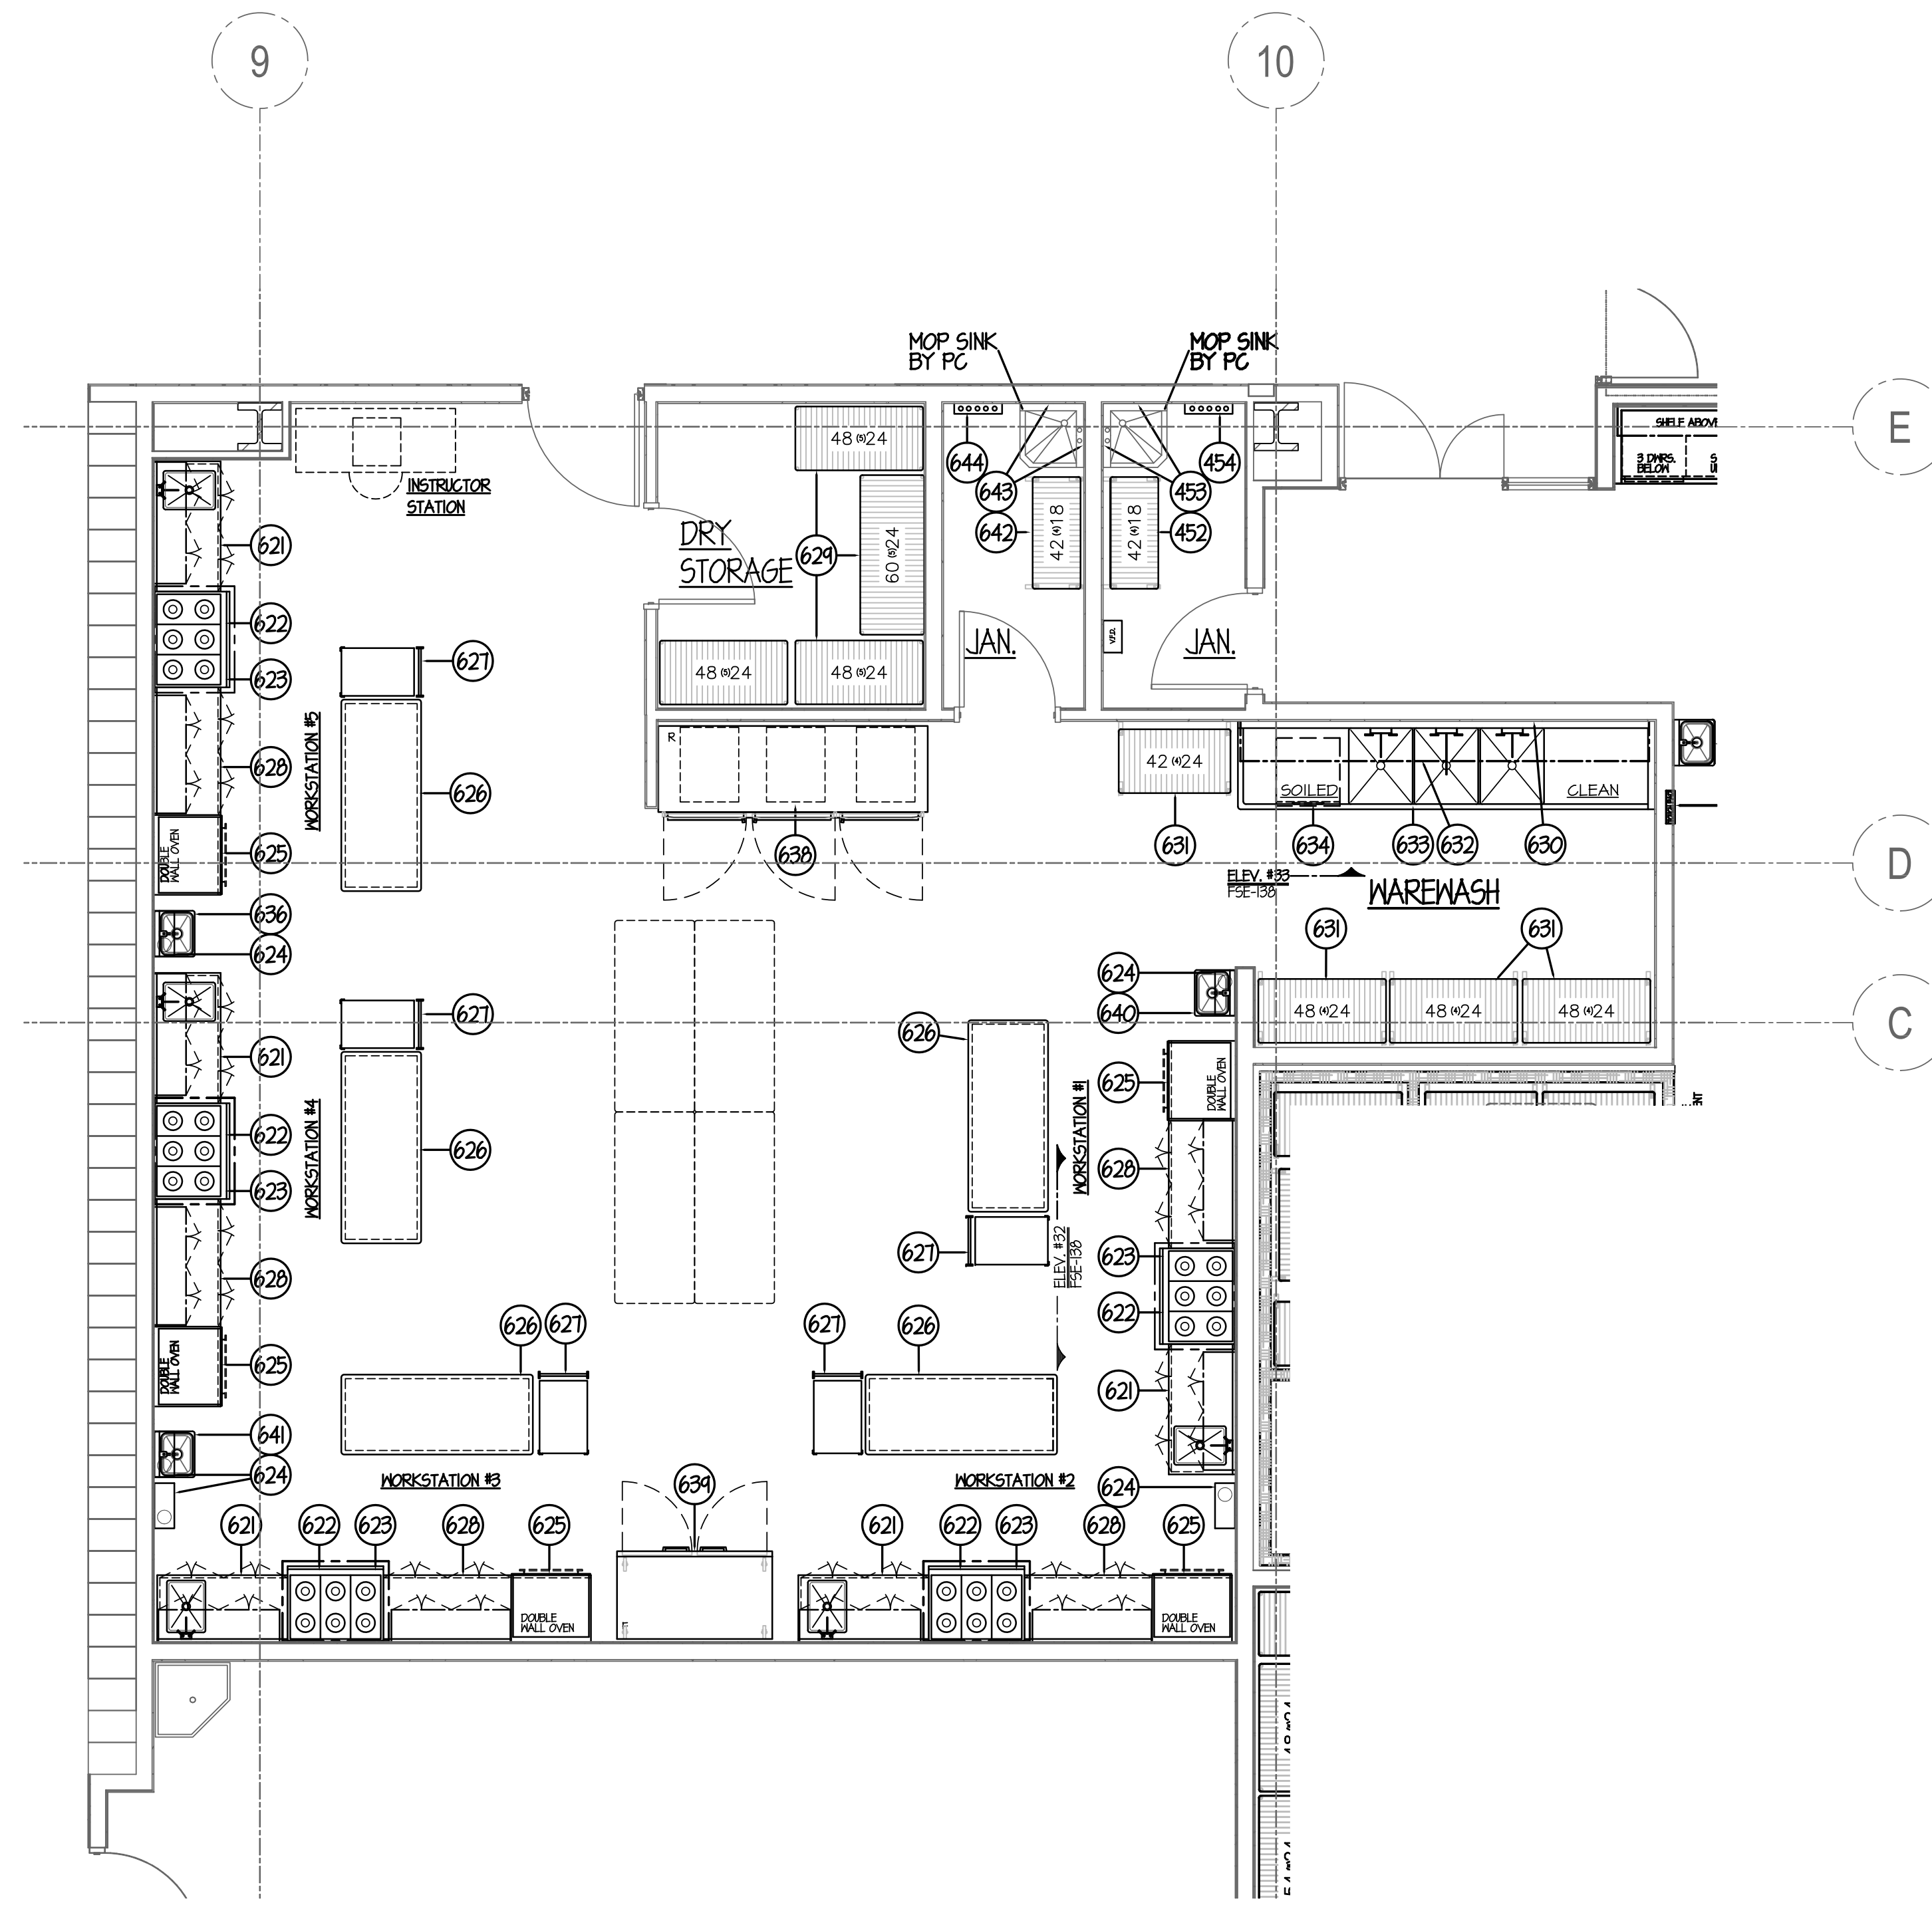 9
10
MOP SINK
BY PC
MOP SINK
BY PC
E
SHELF ABOVE
3 DWRS.
BELOW
48 (5) 24
644
454
643
453
INSTRUCTOR
STATION
42 (4) 18
42 (4) 18
DRY
STORAGE
629
60 (5) 24
642
452
621
622
JAN.
V.F.D.
JAN.
627
48 (5) 24
48 (5) 24
623
WORKSTATION #5
R
628
626
42 (4) 24
SOILED
CLEAN
DOUBLE
WALL OVEN
625
638
631
634
633
632
630
D
ELEV. #33
FSE-138
WAREWASH
636
624
631
631
624
640
48 (4) 24
48 (4) 24
48 (4) 24
C
627
626
621
625
DOUBLE
WALL OVEN
WORKSTATION #4
WORKSTATION #1
622
626
628
623
627
ELEV. #32
FSE-138
623
628
622
626
627
627
626
DOUBLE
WALL OVEN
625
621
641
WORKSTATION #3
639
WORKSTATION #2
624
624
621
622
623
628
625
621
622
623
628
625
DOUBLE
WALL OVEN
DOUBLE
WALL OVEN